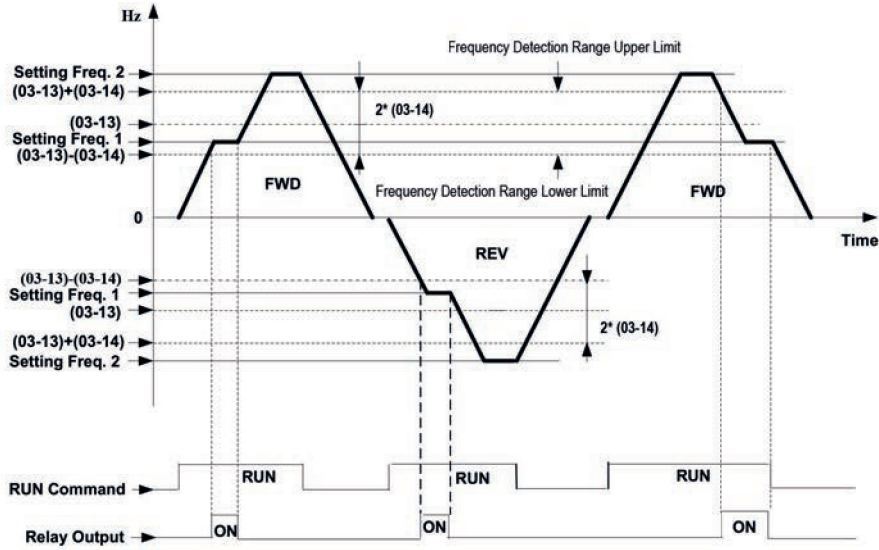 Hz
Frequency Detection Range Upper Limit
Setting Freq. 2
(03-13)+(03-14)
2* (03-14)
(03-13)
Setting Freq. 1
(03-13)-(03-14)
FWD
Frequency Detection Range Lower Limit
FWD
0
Time
REV
(03-13)-(03-14)
Setting Freq. 1
(03-13)
2* (03-14)
(03-13)+(03-14)
Setting Freq. 2
RUN
RUN
RUN
RUN Command
ON
ON
ON
Relay Output